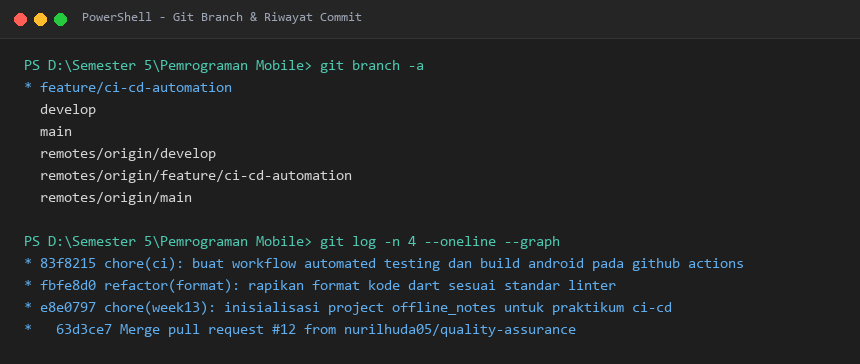 PowerShell - Git Branch & Riwayat Commit
PS D:\Semester 5\Pemrograman Mobile> git branch -a
* feature/ci-cd-automation
  develop
  main
  remotes/origin/develop
  remotes/origin/feature/ci-cd-automation
  remotes/origin/main
PS D:\Semester 5\Pemrograman Mobile> git log -n 4 --oneline --graph
* 83f8215 chore(ci): buat workflow automated testing dan build android pada github actions
* fbfe8d0 refactor(format): rapikan format kode dart sesuai standar linter
* e8e0797 chore(week13): inisialisasi project offline_notes untuk praktikum ci-cd
*   63d3ce7 Merge pull request #12 from nurilhuda05/quality-assurance